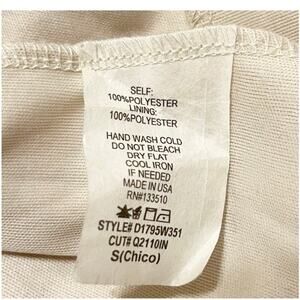 SELF:
100%POLYESTER
LINING:
100%POLYESTER
HAND WASH COLD
DO NOT BLEACH
DRY FLAT
COOL IRON
IF NEEDED
MADE IN USA
RN#133510
STYLE# D1795W351
CUT# Q2110IN
S(Chico)